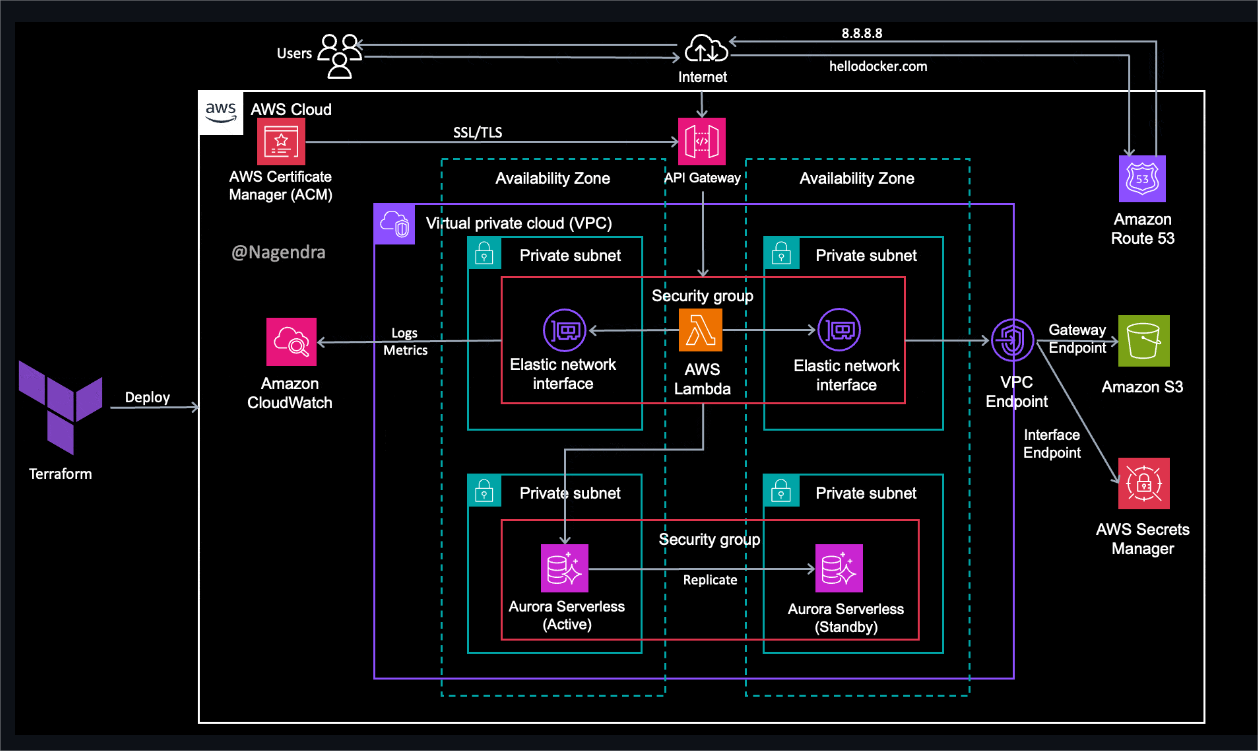 8.8.8.8
Users
hellodocker.com
Internet
aws
AWS Cloud
SSL/TLS
AWS Certificate
Manager (ACM)
API Gateway
Availability Zone
Availability Zone
53
Amazon
Route 53
Virtual private cloud (VPC)
@Nagendra
Private subnet
Private subnet
Security group
Logs
Metrics
Elastic network
interface
AWS
Lambda
Elastic network
interface
Gateway
Endpoint
Amazon S3
VPC
Endpoint
Amazon
CloudWatch
Deploy
Terraform
Interface
Endpoint
Private subnet
Private subnet
Security group
Replicate
AWS Secrets
Manager
Aurora Serverless
(Active)
Aurora Serverless
(Standby)